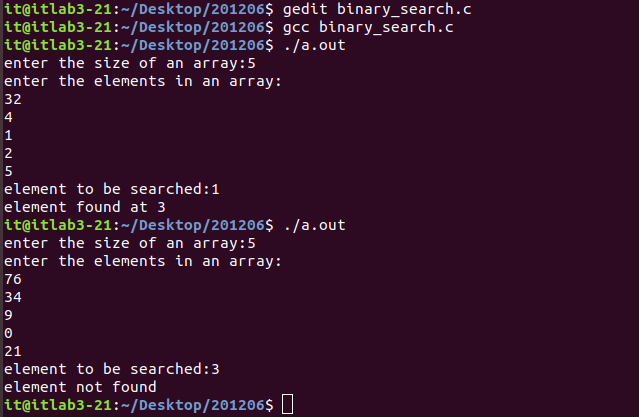 it@itlab3-21:~/Desktop/201206$ gedit binary_search.c
it@itlab3-21:~/Desktop/201206$ gcc binary_search.c
it@itlab3-21:~/Desktop/201206$ ./a.out
enter the size of an array:5
enter the elements in an array:
32
4
1
2
5
element to be searched:1
element found at 3
it@itlab3-21:~/Desktop/201206$ ./a.out
enter the size of an array:5
enter the elements in an array:
76
34
9
0
21
element to be searched:3
element not found
it@itlab3-21:~/Desktop/201206$